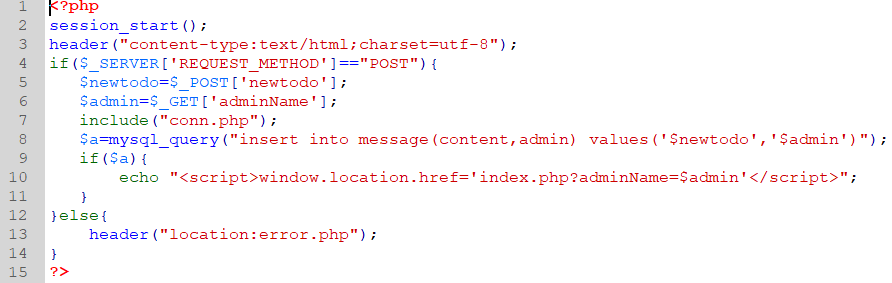 1 <?php
2 session_start();
3 header("content-type:text/html;charset=utf-8");
4 if($_SERVER['REQUEST_METHOD']=="POST"){
5 $newtodo=$_POST['newtodo'];
6 $admin=$_GET['adminName'];
7 include("conn.php");
8 $a=mysql_query("insert into message(content,admin) values('$newtodo','$admin')");
9 if($a){
10 echo "<script>window.location.href='index.php?adminName=$admin'</script>";
11 }
12 }else{
13 header("location:error.php");
14 }
15 ?>